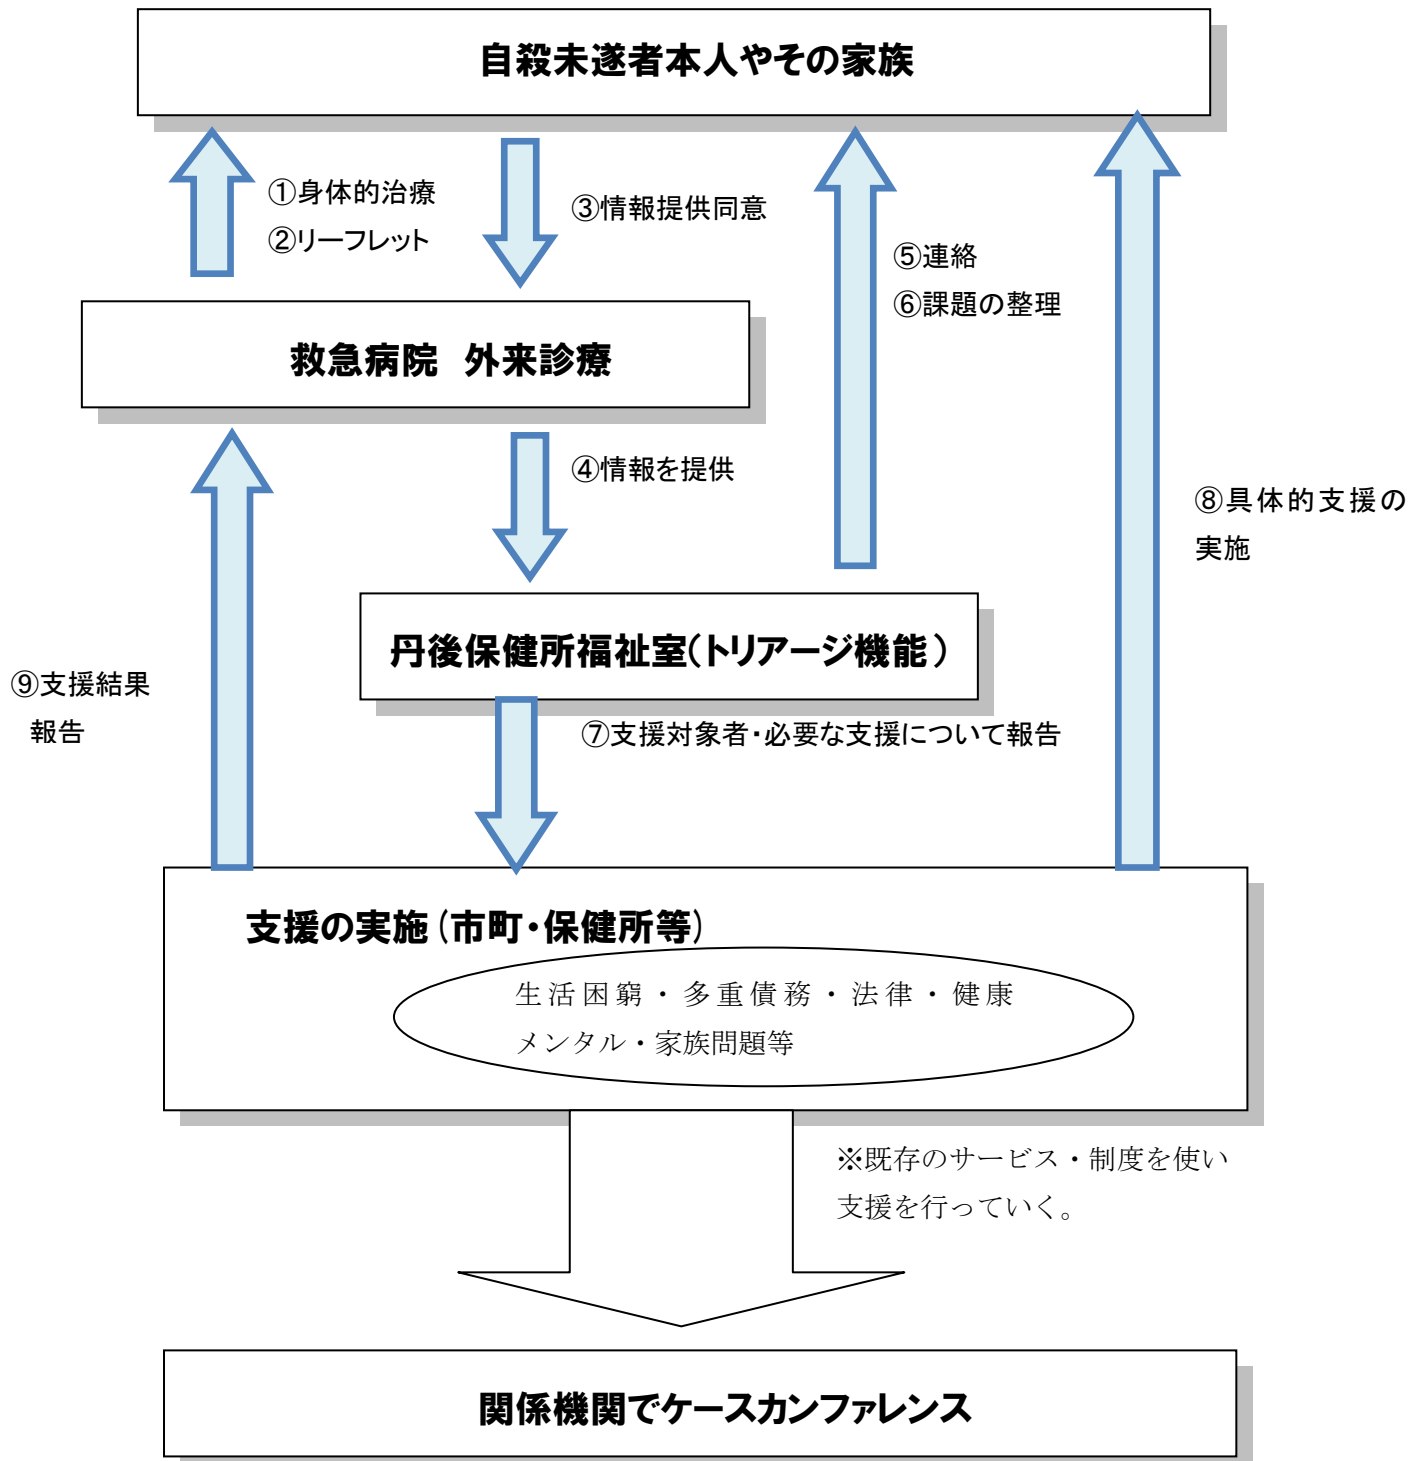 自殺未遂者本人やその家族
①身体的治療
②リーフレット
③情報提供同意
⑤連絡
⑥課題の整理
救急病院　外来診療
④情報を提供
⑧具体的支援の
実施
丹後保健所福祉室(トリアージ機能)
⑨支援結果
報告
⑦支援対象者・必要な支援について報告
支援の実施(市町・保健所等)
生活困窮・多重債務・法律・健康
メンタル・家族問題等
※既存のサービス・制度を使い
支援を行っていく。
関係機関でケースカンファレンス